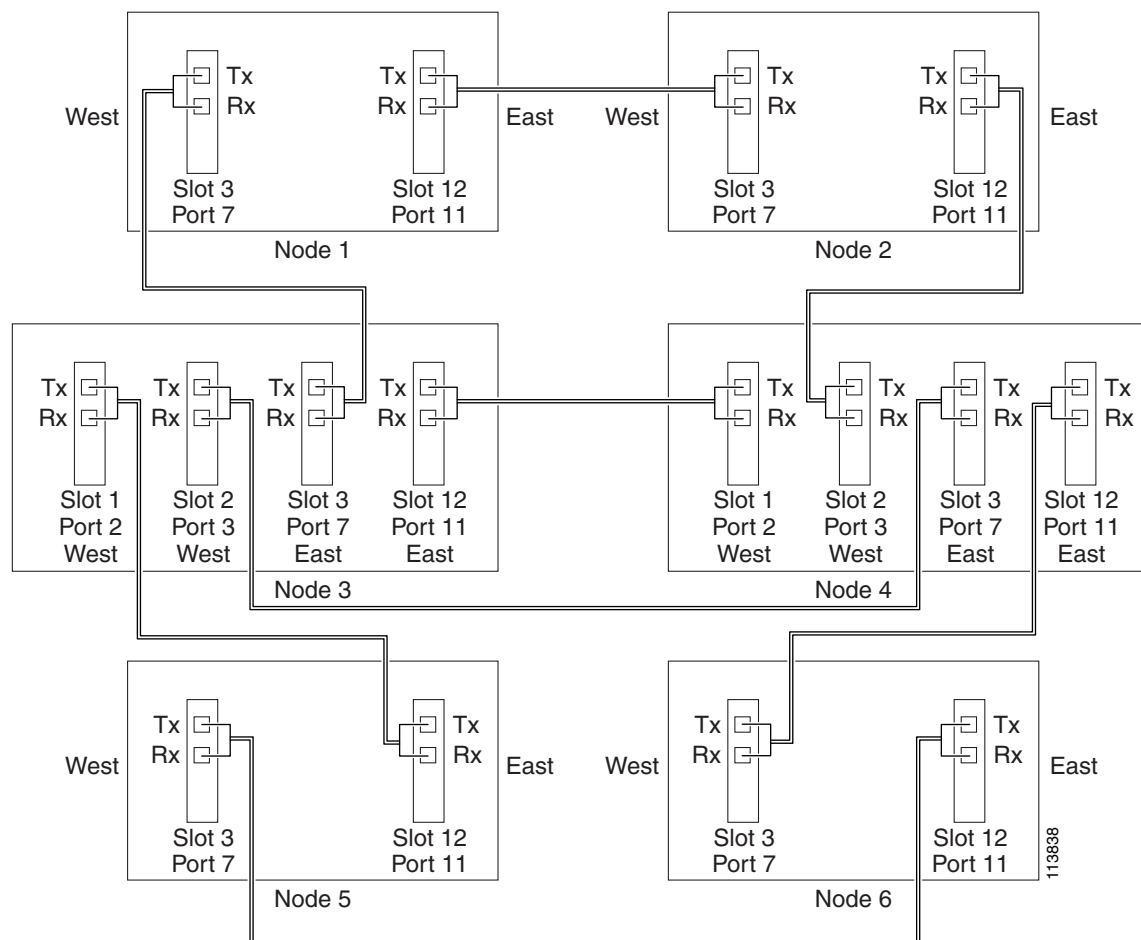 Tx
Rx
Slot 3
Port 7
Tx
Rx
Slot 12
Port 11
West
East
Node 1
Tx
Rx
Slot 3
Port 7
Tx
Rx
Slot 12
Port 11
West
East
Node 2
Tx
Rx
Slot 1
Port 2
West
Tx
Rx
Slot 2
Port 3
West
Tx
Rx
Slot 3
Port 7
East
Tx
Rx
Slot 12
Port 11
East
Node 3
Tx
Rx
Slot 1
Port 2
West
Tx
Rx
Slot 2
Port 3
West
Tx
Rx
Slot 3
Port 7
East
Tx
Rx
Slot 12
Port 11
East
Node 4
Tx
Rx
Slot 3
Port 7
Tx
Rx
Slot 12
Port 11
West
East
Node 5
Tx
Rx
Slot 3
Port 7
Tx
Rx
Slot 12
Port 11
West
East
Node 6
113838